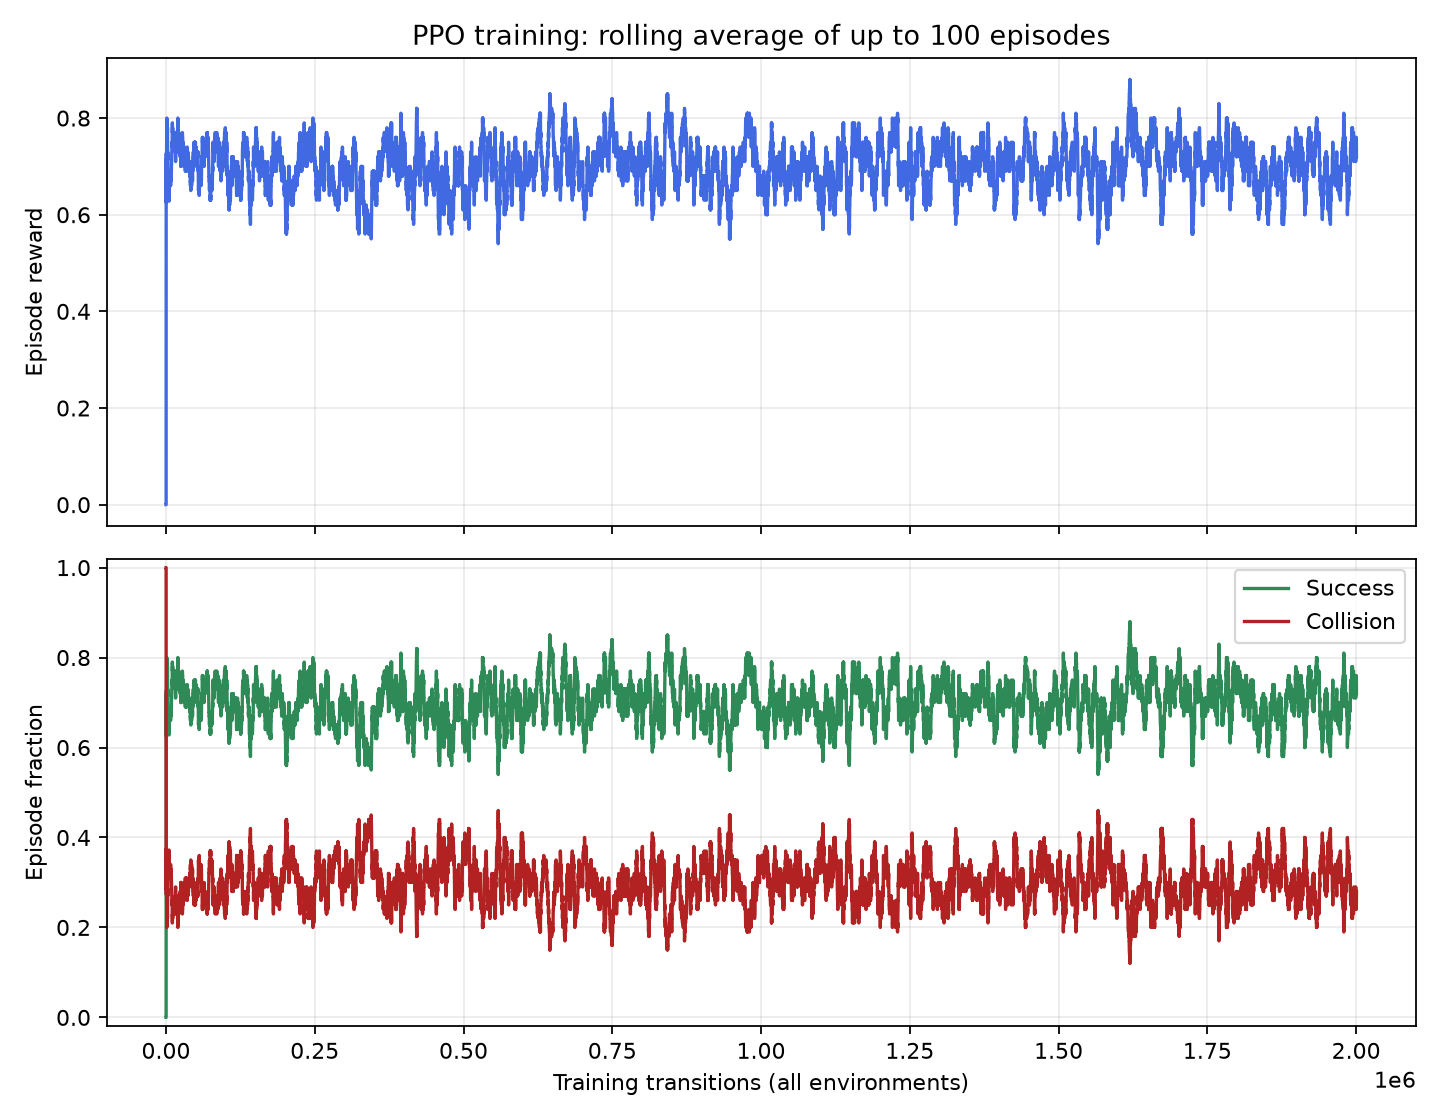 PPO training: rolling average of up to 100 episodes
Episode reward
0.8
0.6
0.4
0.2
0.0
Episode fraction
1.0
0.8
0.6
0.4
0.2
0.0
Success
Collision
0.00 0.25 0.50 0.75 1.00 1.25 1.50 1.75 2.00
1e6
Training transitions (all environments)